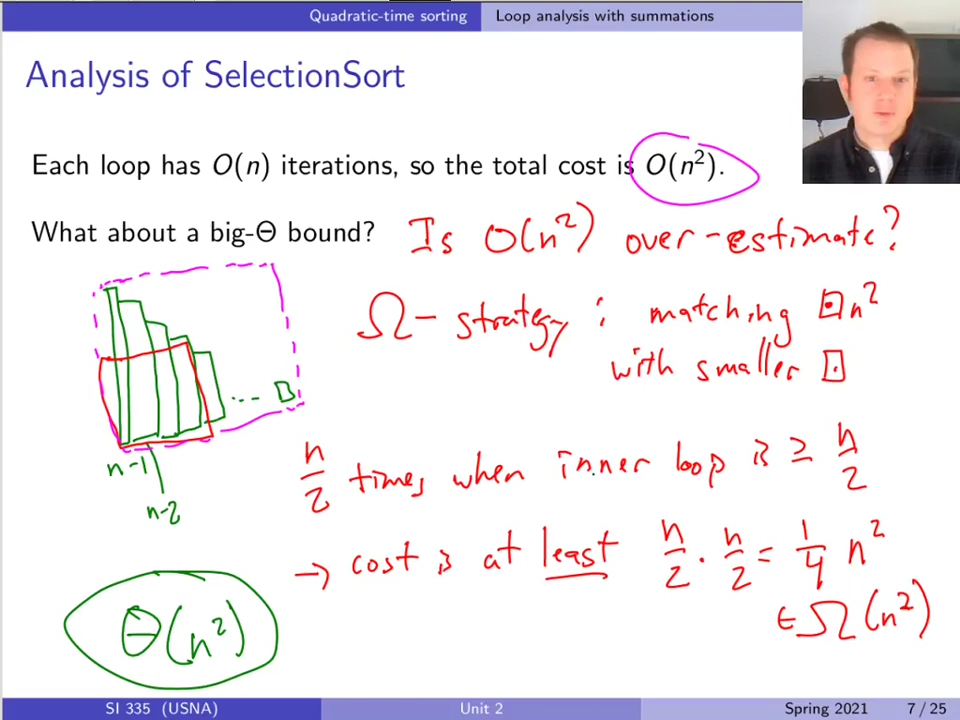 Quadratic-time sorting Loop analysis with summations
Analysis of SelectionSort
Each loop has O(n) iterations, so the total cost is O(n²).
What about a big-Θ bound? Is O(n²) over-estimate?
Ω- strategy : matching □n²
with smaller □
n-1
n-2
n/2 times when inner loop is ≥ n/2
→ cost is at least n/2 · n/2 = 1/4 n²
∈ Ω(n²)
Θ(n²)
SI 335 (USNA) Unit 2 Spring 2021 7 / 25